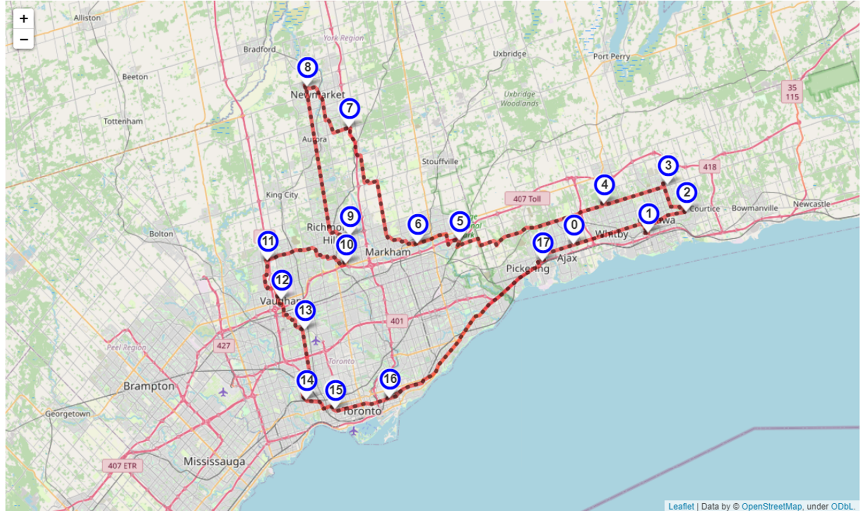 +
−
Alliston
York Region
Bradford
Uxbridge
Port Perry
Beeton
8
Newmarket
35
115
7
Uxbridge
Woodlands
Tottenham
Aurora
Stouffville
3
418
King City
4
2
407 Toll
Courtice
Bowmanville
Newcastle
9
1
5
6
0
Whitby
Bolton
11
10
17
Markham
Ajax
Pickering
12
Vaughan
13
401
427
Peel Region
Toronto
14
16
15
Brampton
Toronto
Georgetown
407 ETR
Mississauga
Leaflet | Data by © OpenStreetMap, under ODbL.